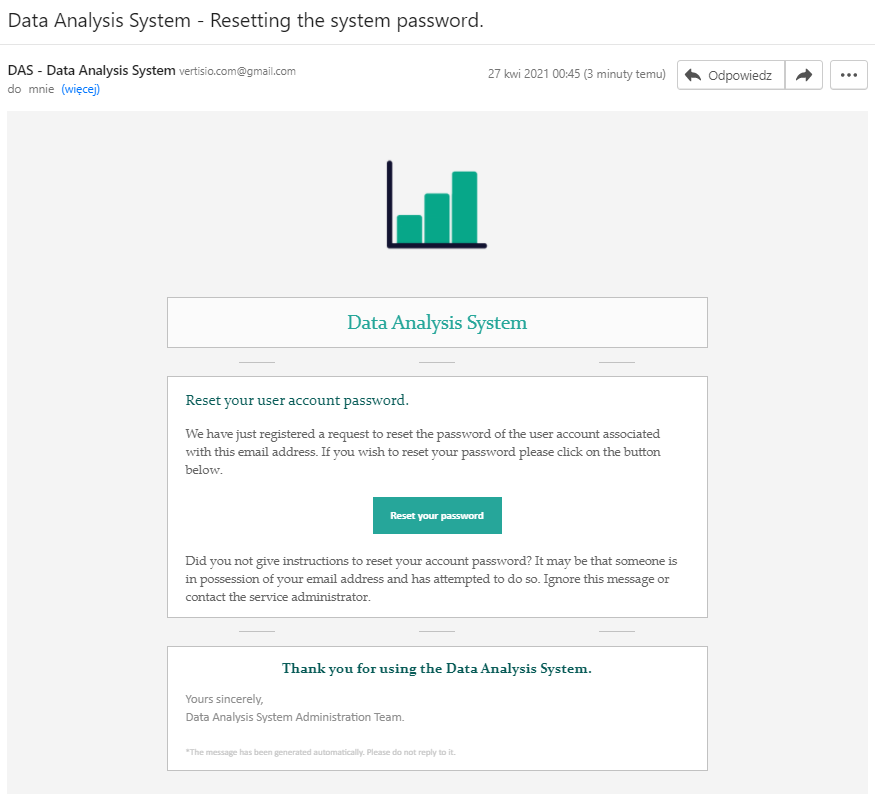 Data Analysis System - Resetting the system password.
DAS - Data Analysis System vertisio.com@gmail.com
27 kwi 2021 00:45 (3 minuty temu)
Odpowiedz
do mnie (więcej)
Data Analysis System
Reset your user account password.
We have just registered a request to reset the password of the user account associated
with this email address. If you wish to reset your password please click on the button
below.
Reset your password
Did you not give instructions to reset your account password? It may be that someone is
in possession of your email address and has attempted to do so. Ignore this message or
contact the service administrator.
Thank you for using the Data Analysis System.
Yours sincerely,
Data Analysis System Administration Team.
*The message has been generated automatically. Please do not reply to it.